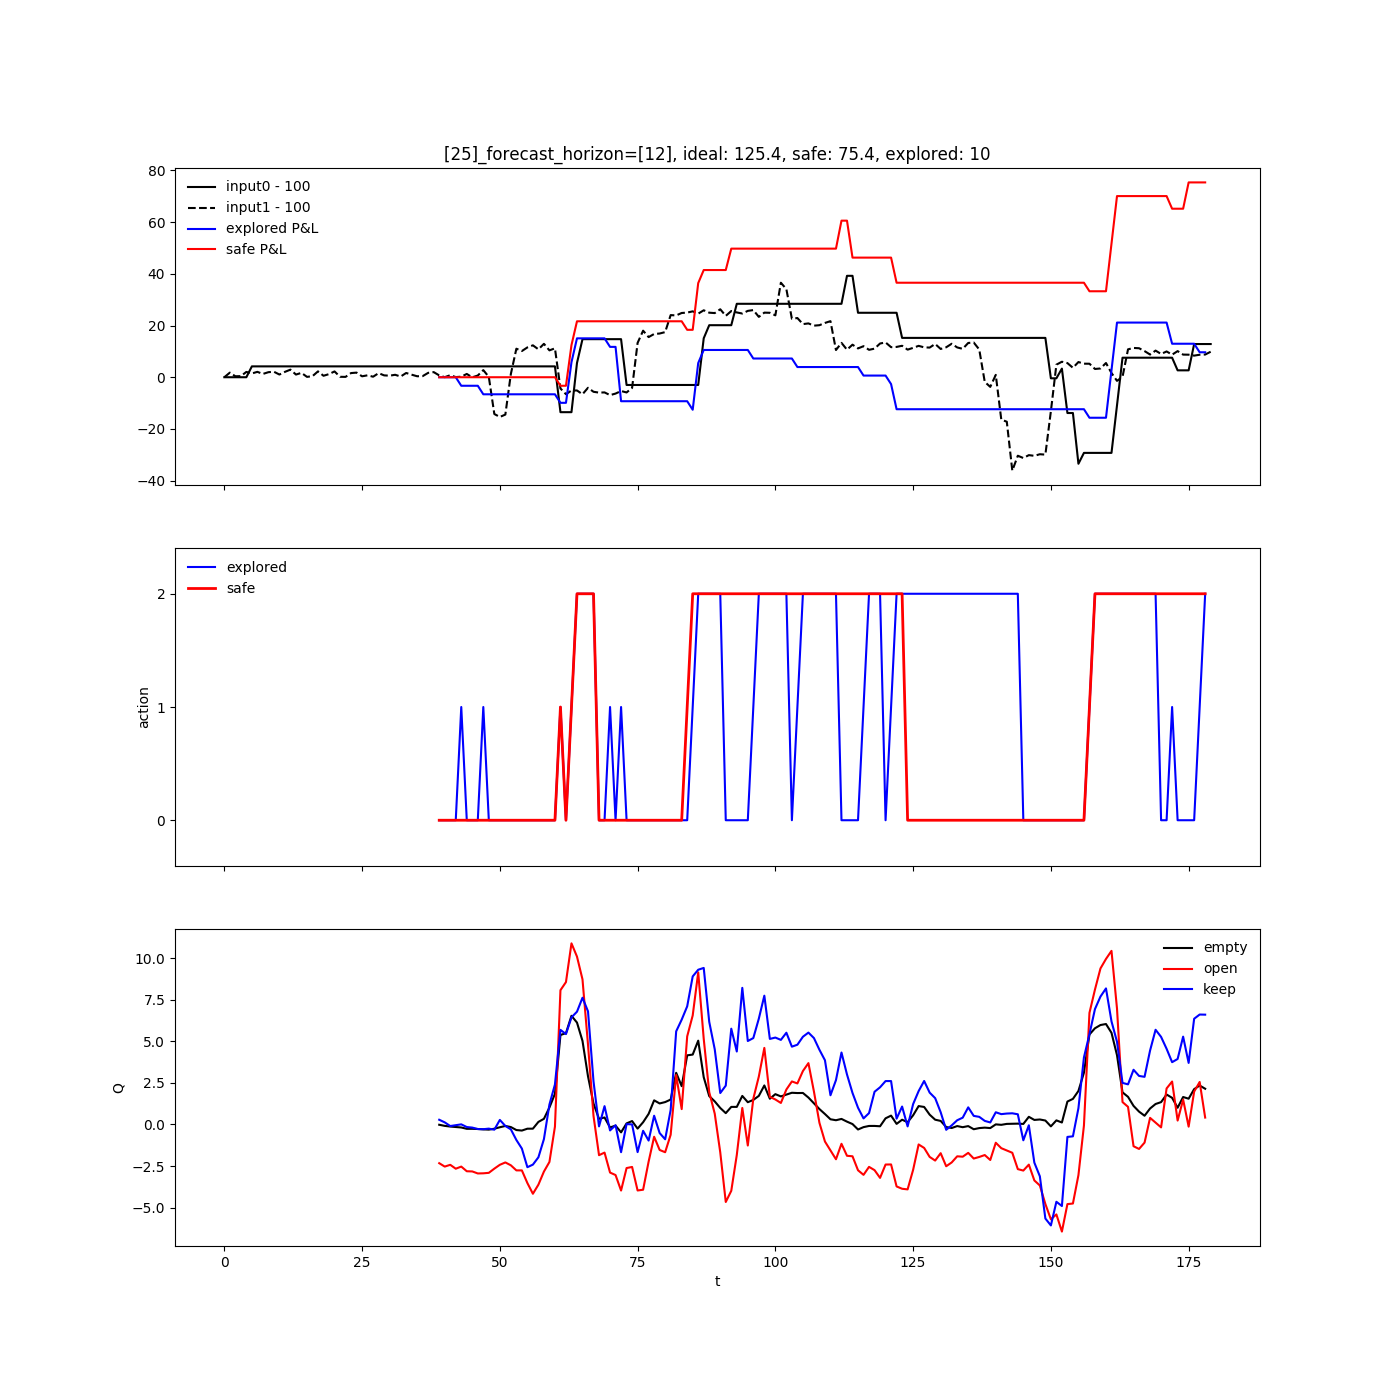 [25]_forecast_horizon=[12], ideal: 125.4, safe: 75.4, explored: 10
80
60
40
20
0
−20
−40
input0 - 100
input1 - 100
explored P&L
safe P&L
action
2
1
0
explored
safe
Q
10.0
7.5
5.0
2.5
0.0
−2.5
−5.0
empty
open
keep
0 25 50 75 100 125 150 175
t